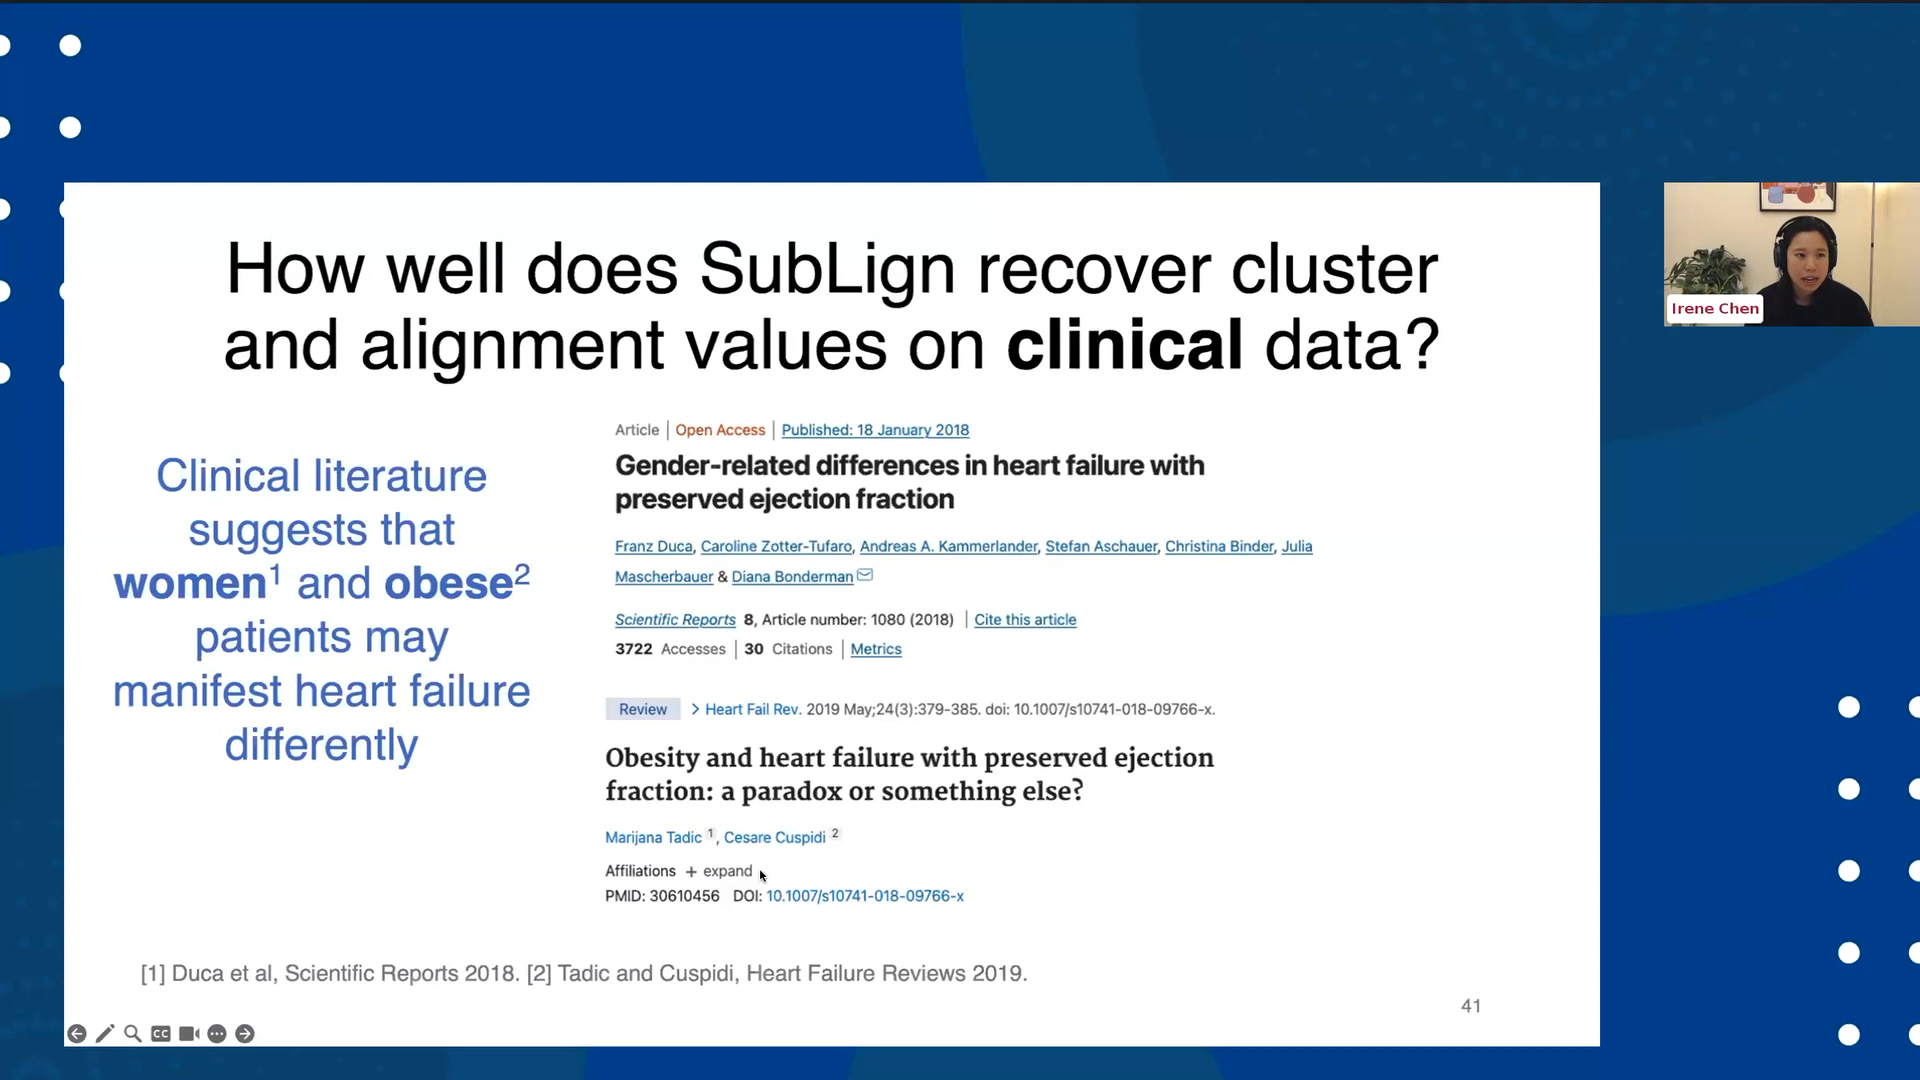 How well does SubLign recover cluster
and alignment values on clinical data?
Clinical literature
suggests that
women1 and obese2
patients may
manifest heart failure
differently
Article | Open Access | Published: 18 January 2018
Gender-related differences in heart failure with
preserved ejection fraction
Franz Duca, Caroline Zotter-Tufaro, Andreas A. Kammerlander, Stefan Aschauer, Christina Binder, Julia
Mascherbauer & Diana Bonderman
Scientific Reports 8, Article number: 1080 (2018) | Cite this article
3722 Accesses | 30 Citations | Metrics
Review > Heart Fail Rev. 2019 May;24(3):379-385. doi: 10.1007/s10741-018-09766-x.
Obesity and heart failure with preserved ejection
fraction: a paradox or something else?
Marijana Tadic 1, Cesare Cuspidi 2
Affiliations + expand
PMID: 30610456 DOI: 10.1007/s10741-018-09766-x
[1] Duca et al, Scientific Reports 2018. [2] Tadic and Cuspidi, Heart Failure Reviews 2019.
41
CC
Irene Chen